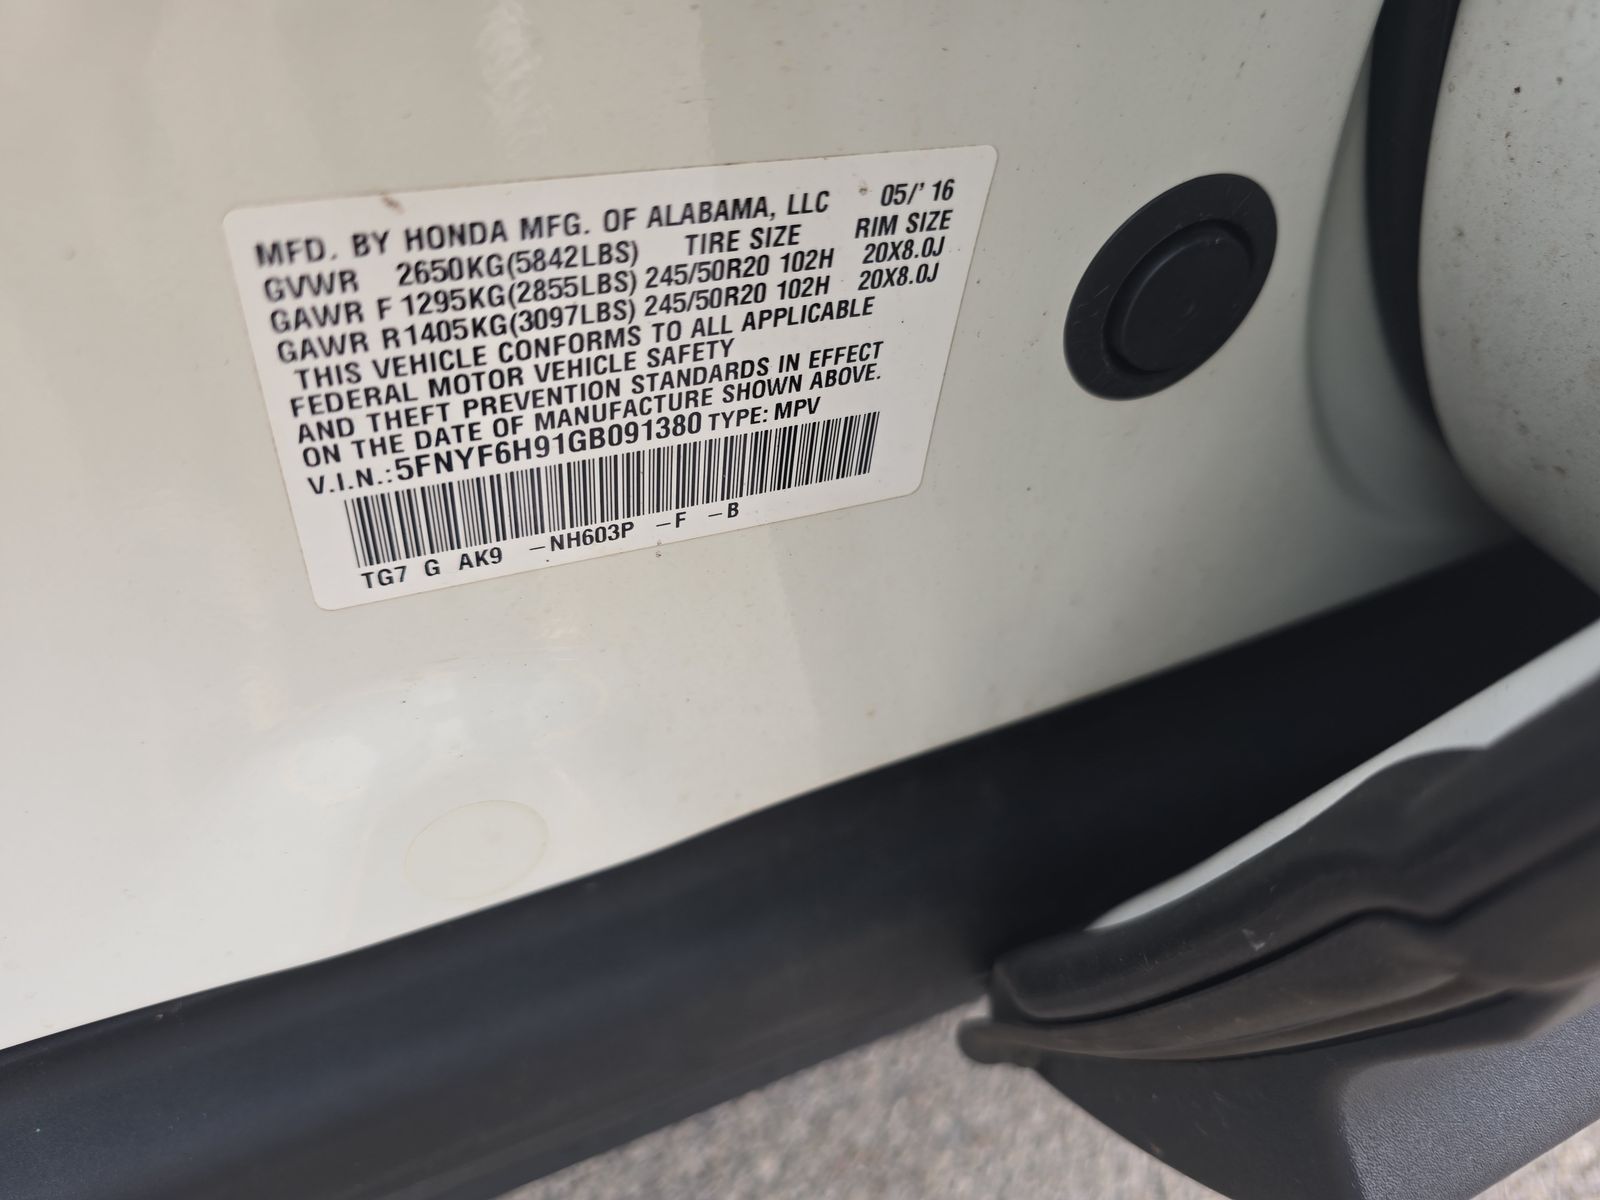 MFD. BY HONDA MFG. OF ALABAMA, LLC 05/' 16
GVWR 2650KG(5842LBS) TIRE SIZE RIM SIZE
GAWR F 1295KG(2855LBS) 245/50R20 102H 20X8.0J
GAWR R1405KG(3097LBS) 245/50R20 102H 20X8.0J
THIS VEHICLE CONFORMS TO ALL APPLICABLE
FEDERAL MOTOR VEHICLE SAFETY
AND THEFT PREVENTION STANDARDS IN EFFECT
ON THE DATE OF MANUFACTURE SHOWN ABOVE.
V.I.N.:5FNYF6H91GB091380 TYPE: MPV
TG7 G AK9 -NH603P -F -B